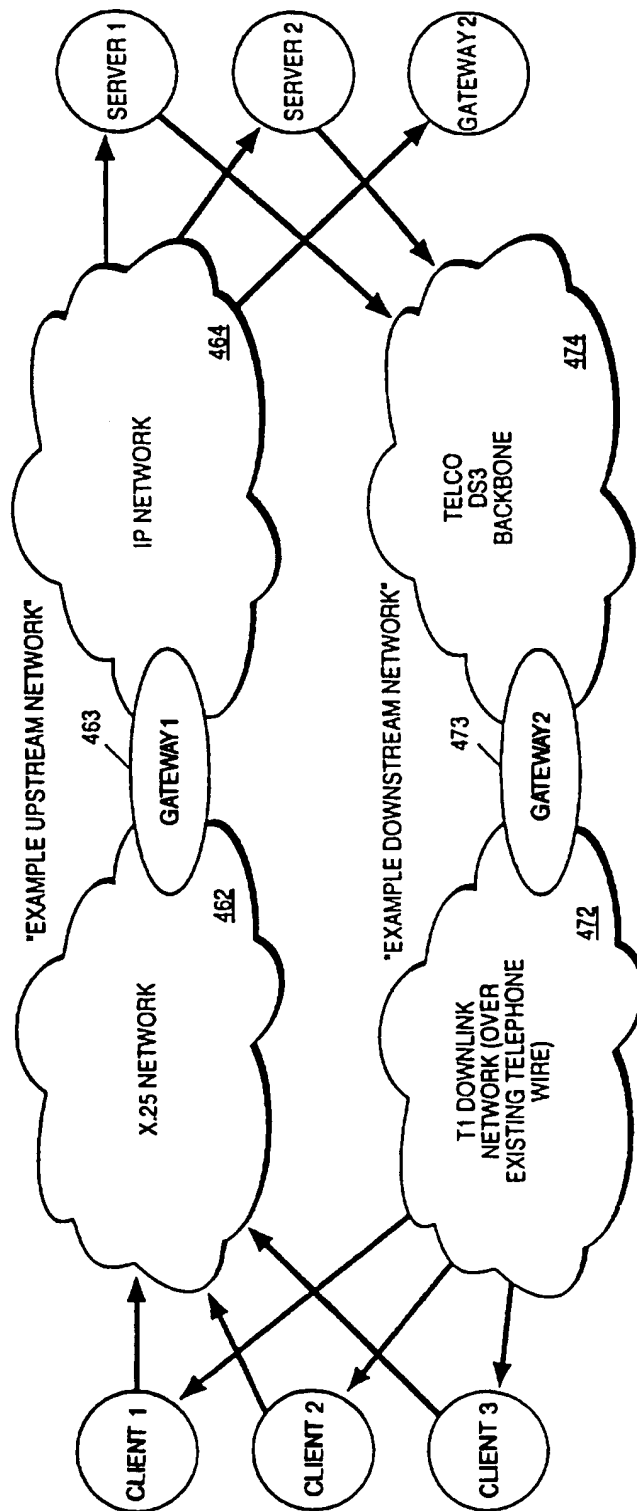 "EXAMPLE UPSTREAM NETWORK"
CLIENT 1
CLIENT 2
CLIENT 3
X.25 NETWORK
462
463
GATEWAY1
IP NETWORK
464
SERVER 1
SERVER 2
GATEWAY2
"EXAMPLE DOWNSTREAM NETWORK"
T1 DOWNLINK
NETWORK (OVER
EXISTING TELEPHONE
WIRE)
472
473
GATEWAY2
TELCO
DS3
BACKBONE
474